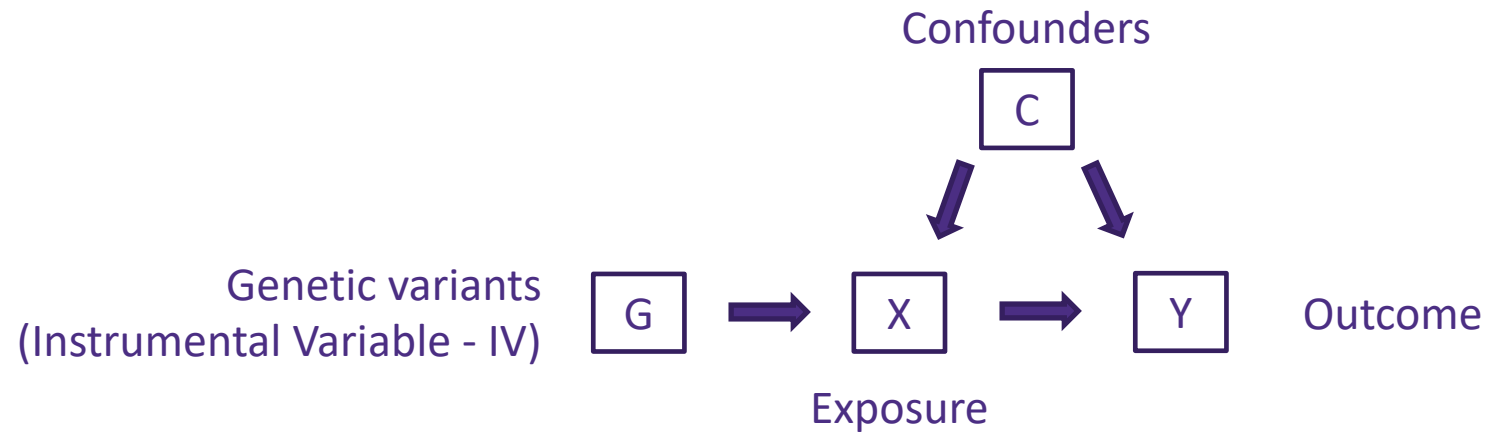 Confounders
C
Genetic variants
(Instrumental Variable - IV)
G
X
Y
Outcome
Exposure